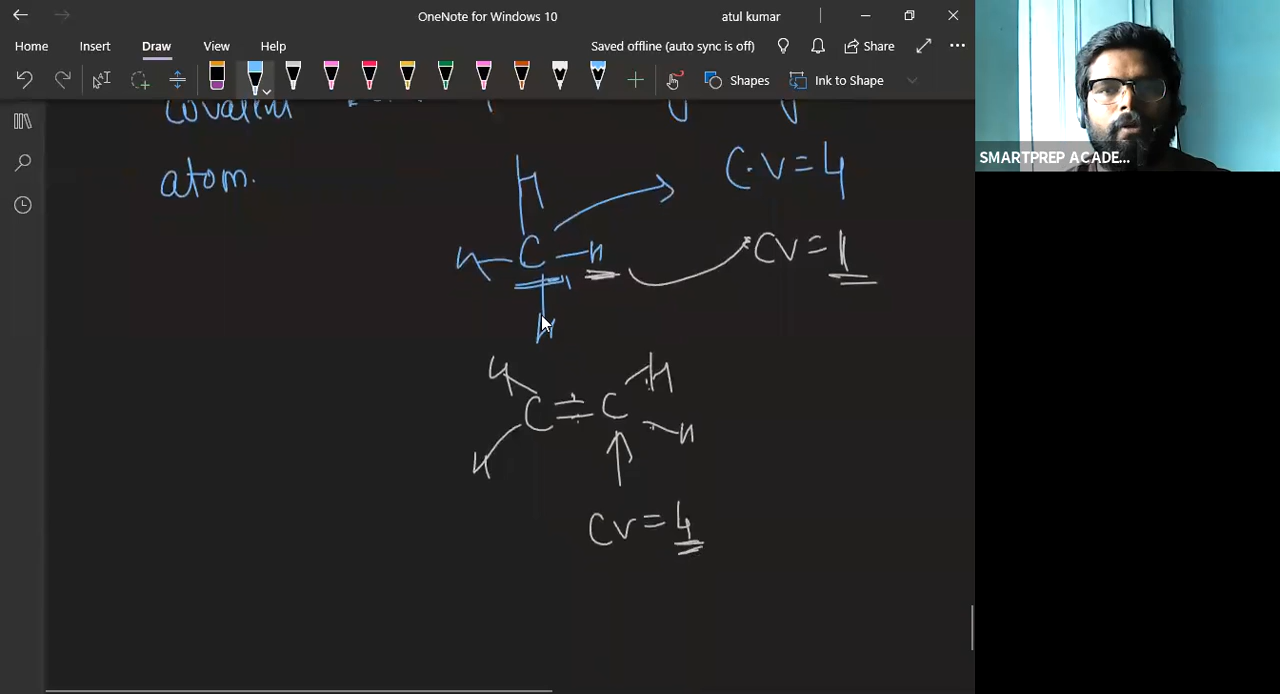 OneNote for Windows 10
atul kumar
Home Insert Draw View Help
Saved offline (auto sync is off)
Share
Shapes
Ink to Shape
SMARTPREP ACADE...
covalent
atom.
H
C.V=4
H C H
CV=1
H
H H
C=C
H H
CV=4